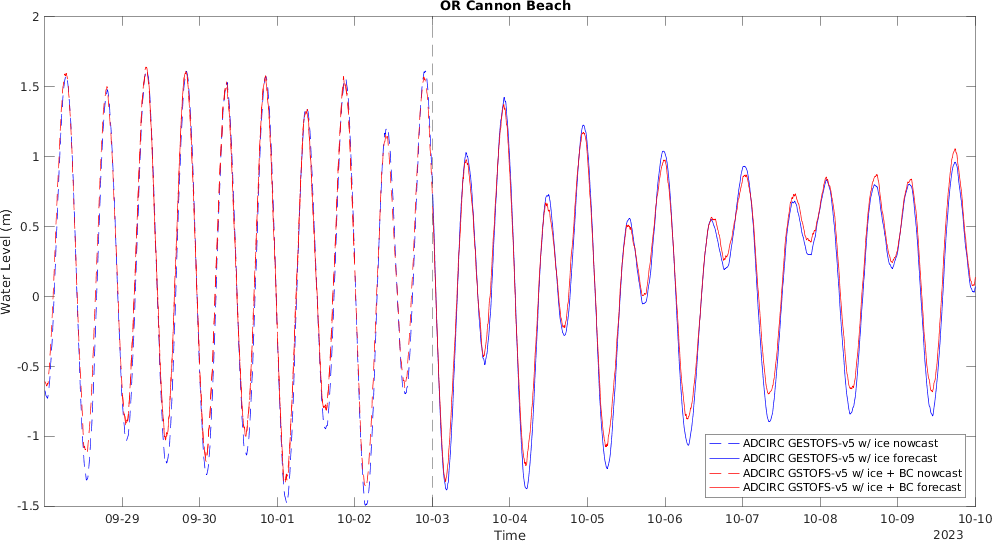 OR Cannon Beach
2
1.5
1
0.5
0
-0.5
-1
-1.5
Water Level (m)
09-29 09-30 10-01 10-02 10-03 10-04 10-05 10-06 10-07 10-08 10-09 10-10
Time
2023
ADCIRC GESTOFS-v5 w/ ice nowcast
ADCIRC GESTOFS-v5 w/ ice forecast
ADCIRC GSTOFS-v5 w/ ice + BC nowcast
ADCIRC GSTOFS-v5 w/ ice + BC forecast